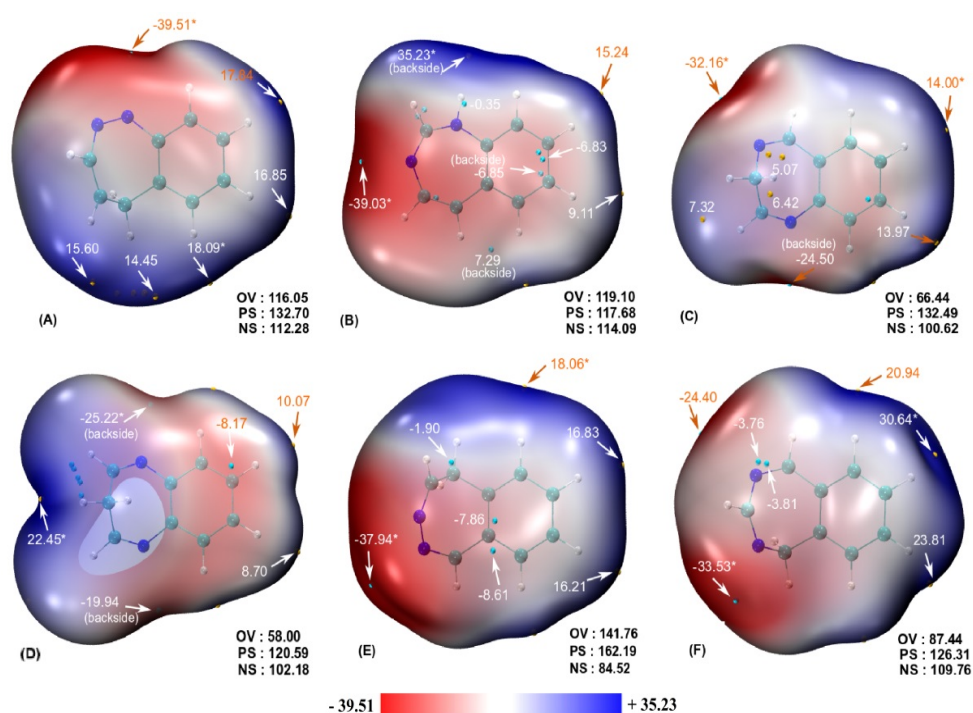 -39.51*
17.84
16.85
15.60
14.45
18.09*
(A)
OV : 116.05
PS : 132.70
NS : 112.28
35.23*
(backside)
15.24
-0.35
-6.83
(backside)
-6.85
-39.03*
9.11
7.29
(backside)
(B)
OV : 119.10
PS : 117.68
NS : 114.09
-32.16*
14.00*
5.07
7.32
6.42
13.97
(backside)
-24.50
(C)
OV : 66.44
PS : 132.49
NS : 100.62
-25.22*
(backside)
10.07
-8.17
22.45*
8.70
-19.94
(backside)
(D)
OV : 58.00
PS : 120.59
NS : 102.18
18.06*
-1.90
16.83
-7.86
-37.94*
-8.61
16.21
(E)
OV : 141.76
PS : 162.19
NS : 84.52
20.94
-24.40
-3.76
30.64*
-3.81
23.81
-33.53*
(F)
OV : 87.44
PS : 126.31
NS : 109.76
- 39.51
+ 35.23